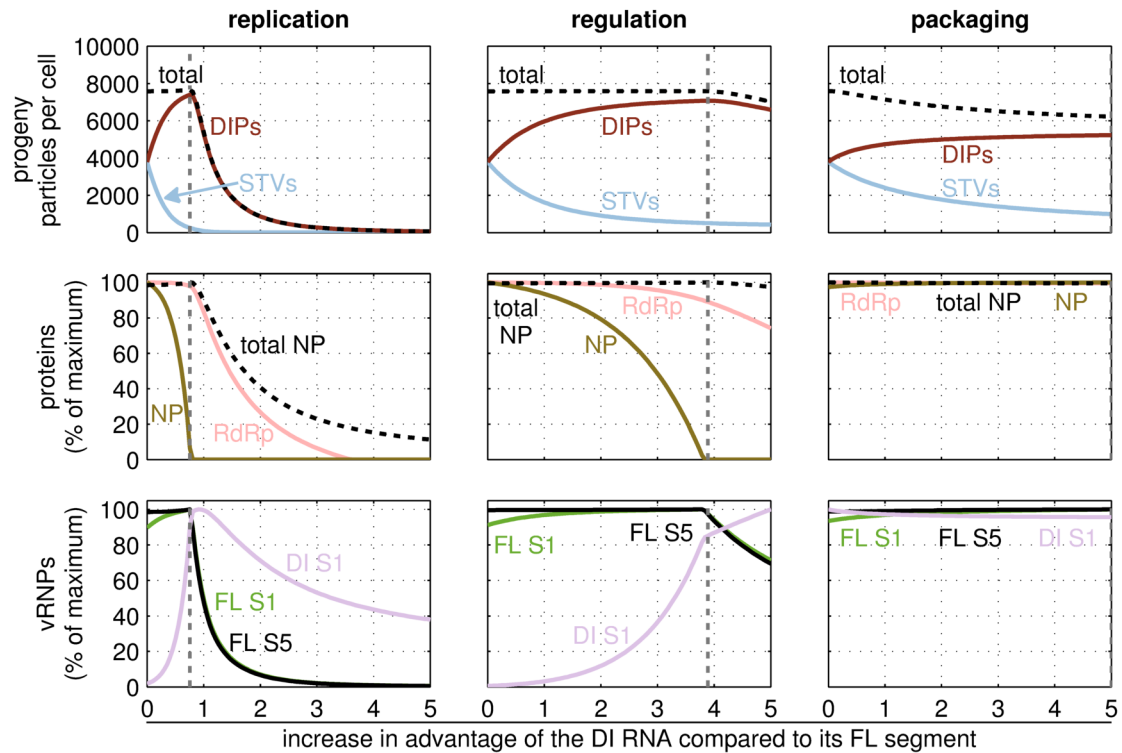 replication regulation packaging
progeny
particles per cell
10000
8000
6000
4000
2000
0
total
DIPs
STVs
total
DIPs
STVs
total
DIPs
STVs
proteins
(% of maximum)
100
80
60
40
20
0
NP
total NP
RdRp
total
NP
RdRp
NP
RdRp total NP NP
vRNPs
(% of maximum)
100
80
60
40
20
0
DI S1
FL S1
FL S5
FL S1
FL S5
DI S1
FL S1 FL S5 DI S1
0 1 2 3 4 5 0 1 2 3 4 5 0 1 2 3 4 5
increase in advantage of the DI RNA compared to its FL segment